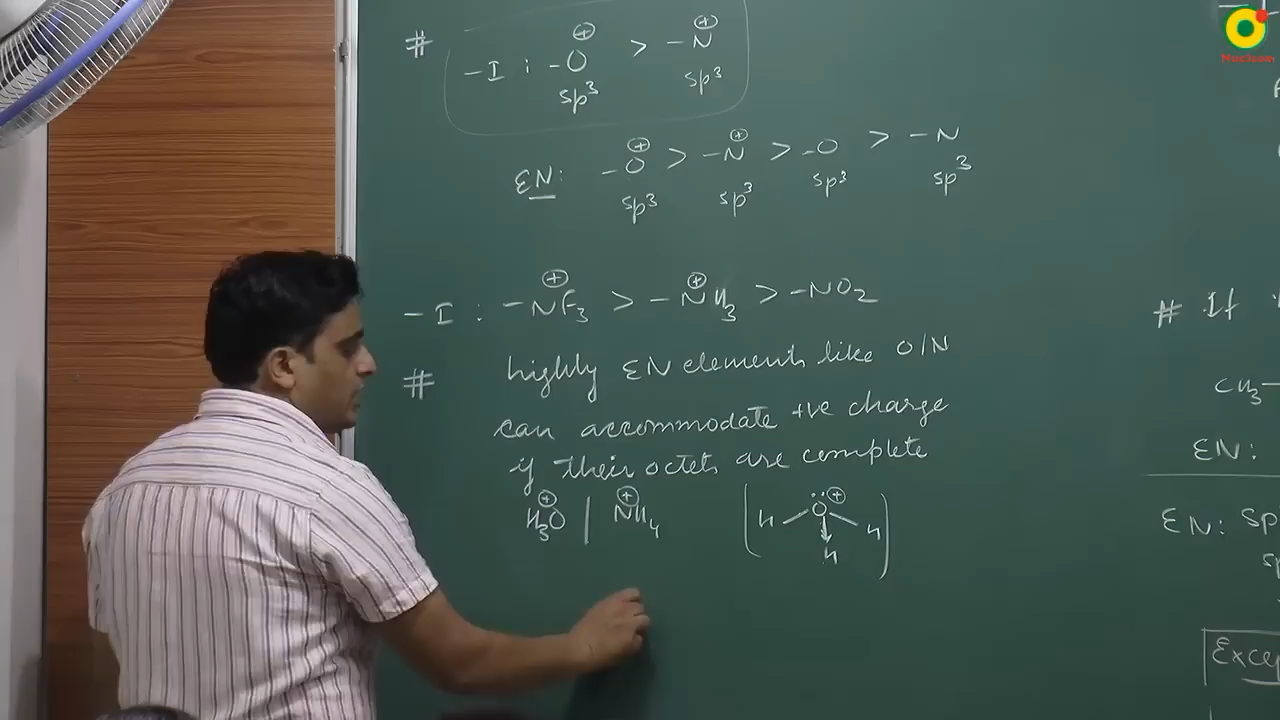 # -I : -O⊕ > -N⊕
sp³ sp³
EN: -O⊕ > -N⊕ > -O > -N
sp³ sp³ sp³ sp³
-I : -N⊕F₃ > -N⊕H₃ > -NO₂
# highly EN elements like O/N
can accommodate +ve charge
if their octets are complete
H₃O⊕ | N⊕H₄
H O⊕ H
H
# If
CH₃-
EN:
EN: sp
sp
Excep